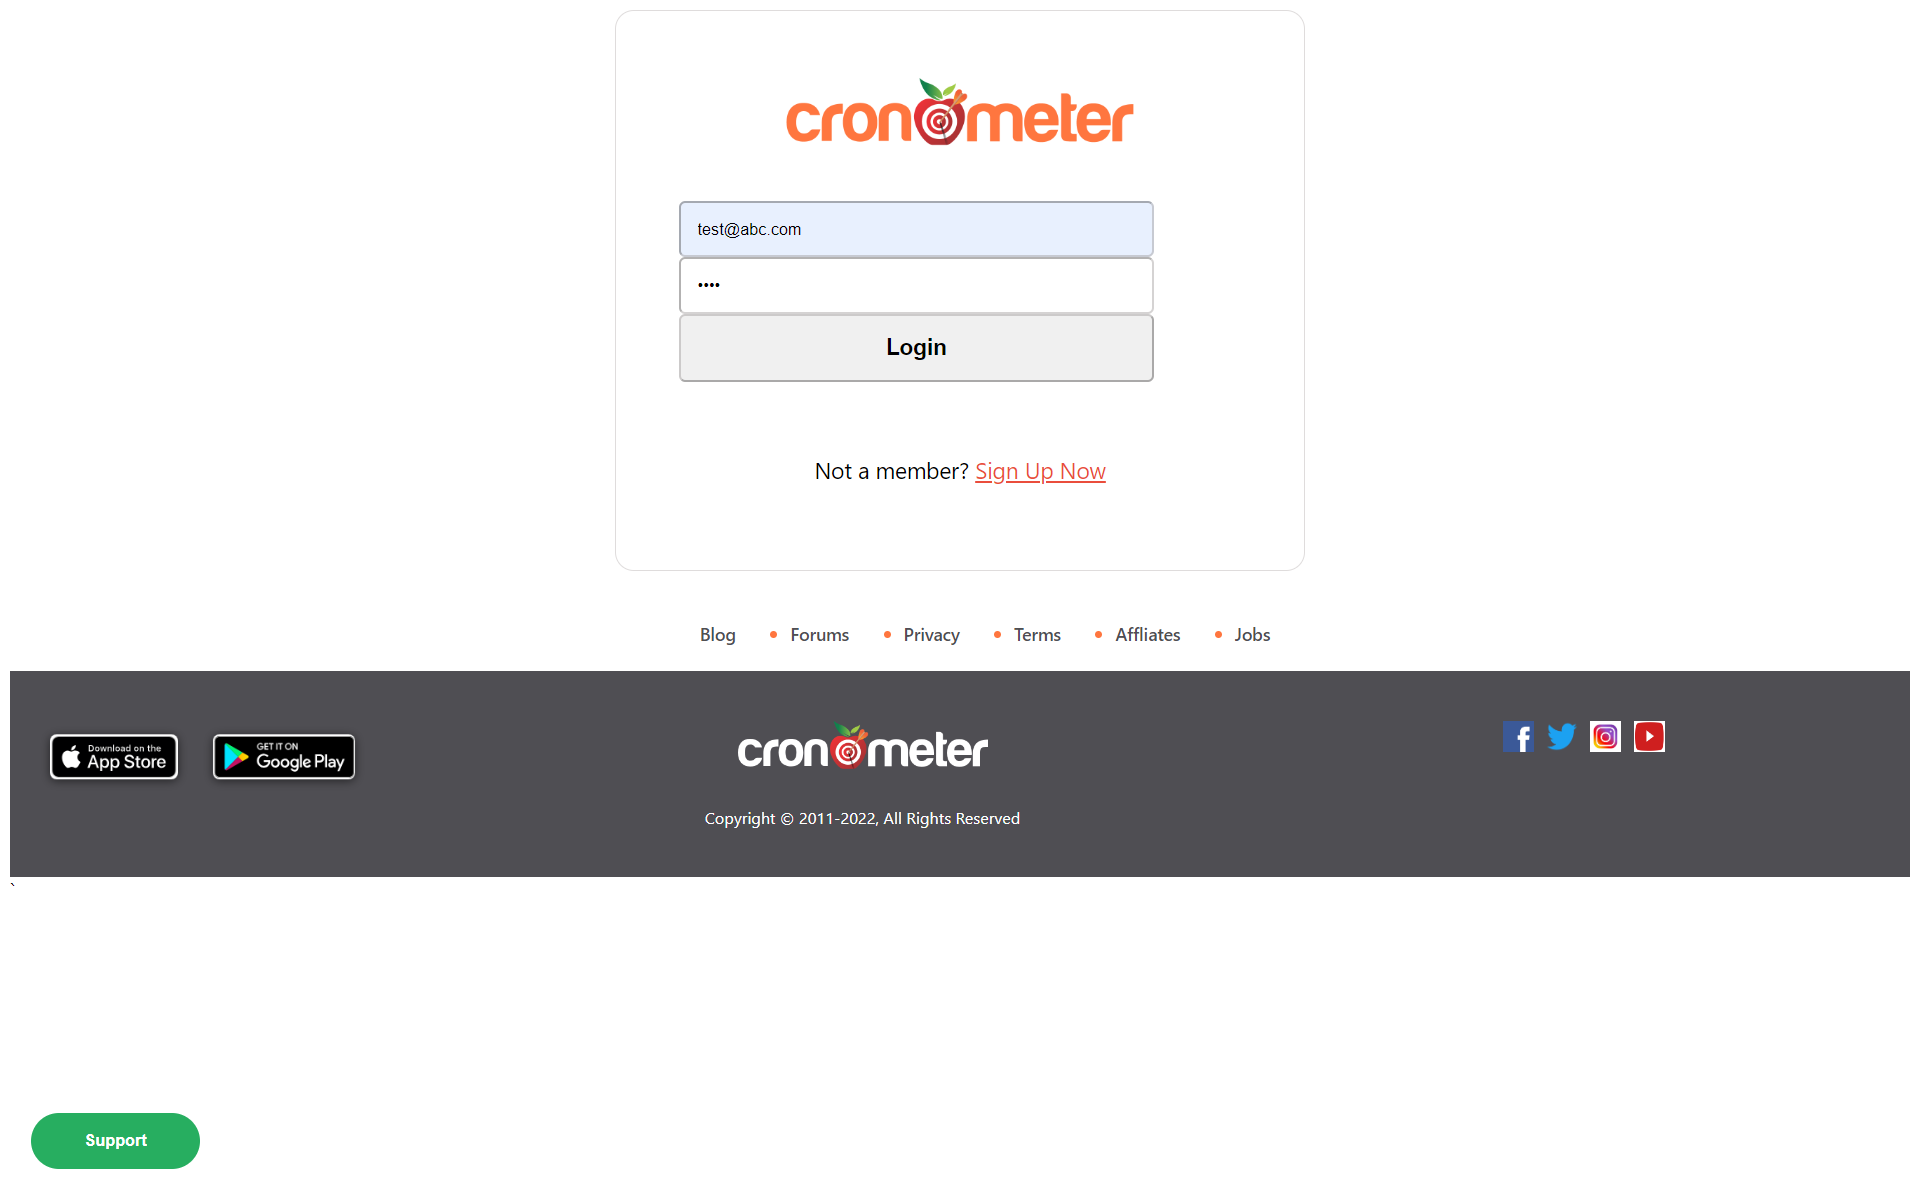 cronometer
test@abc.com
••••
Login
Not a member? Sign Up Now
Blog • Forums • Privacy • Terms • Affliates • Jobs
Download on the
App Store
GET IT ON
Google Play
cronometer
Copyright © 2011-2022, All Rights Reserved
`
Support